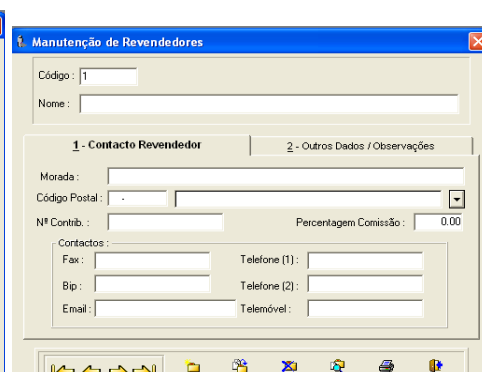 Manutenção de Revendedores
Código : 1
Nome :
1 - Contacto Revendedor 2 - Outros Dados / Observações
Morada :
Código Postal : -
Nº Contrib. : Percentagem Comissão : 0.00
Contactos :
Fax : Telefone (1) :
Bip : Telefone (2) :
Email : Telemóvel :